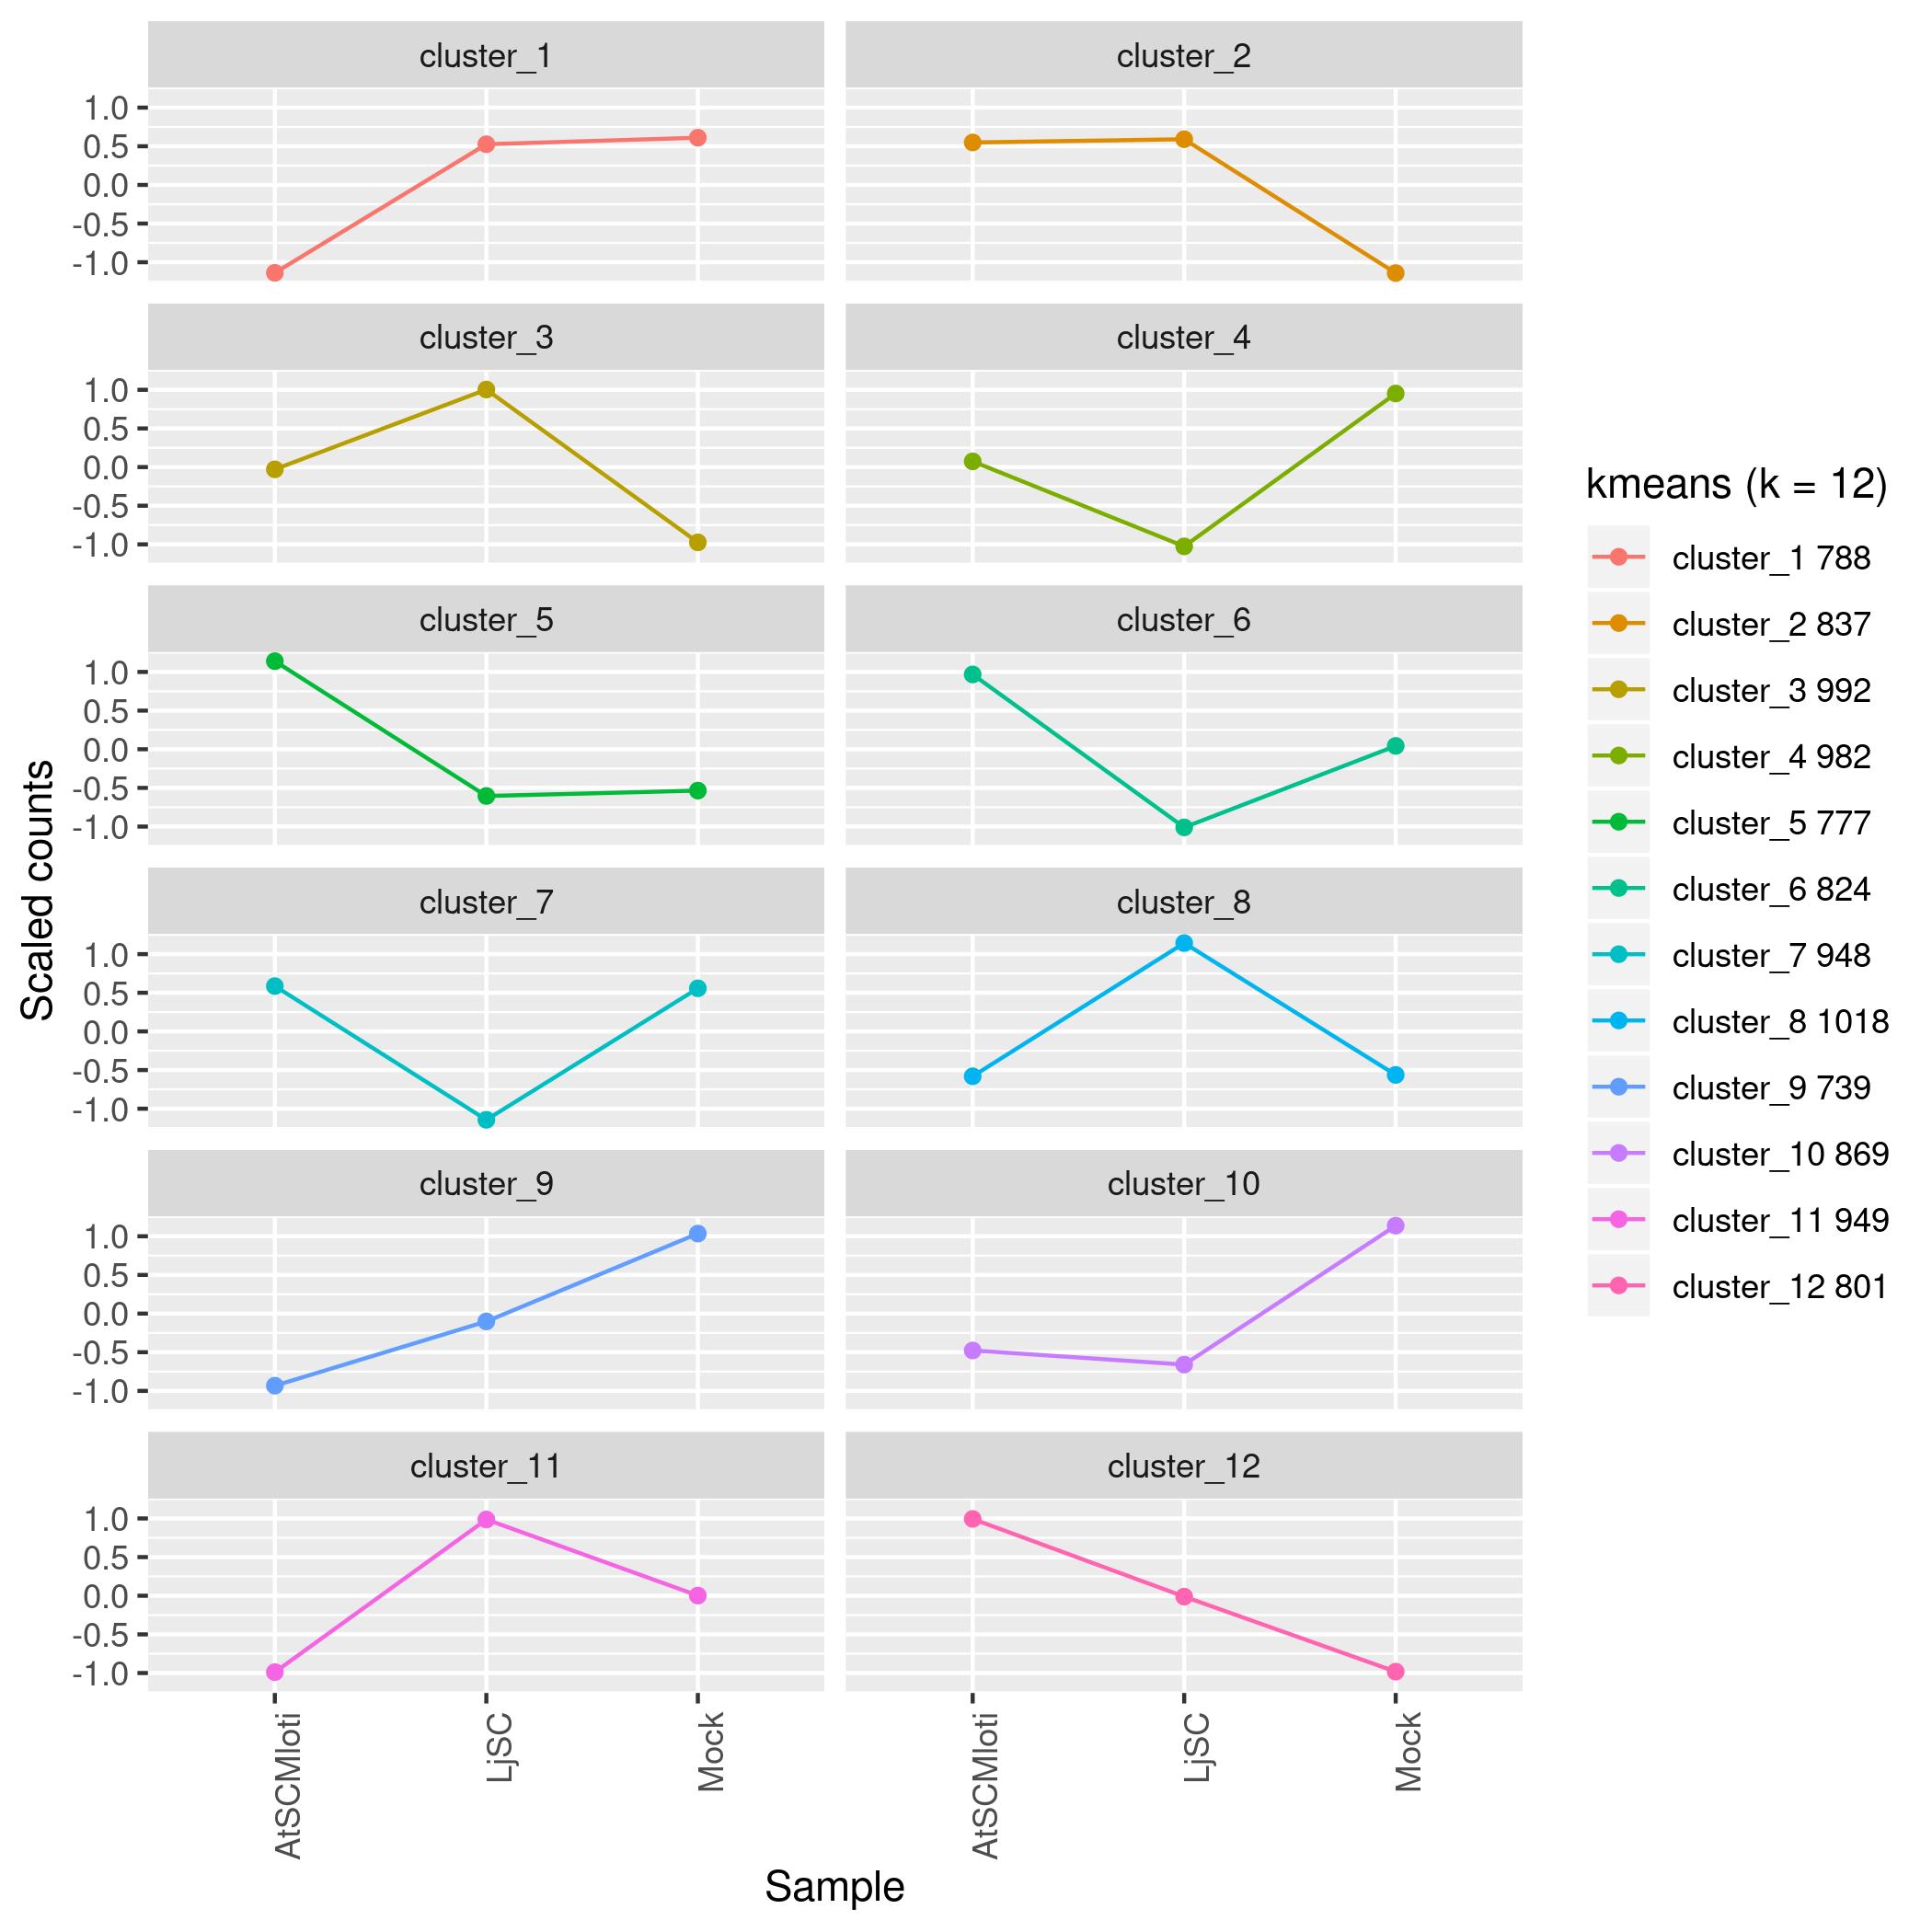 cluster_1
cluster_2
1.0
0.5
0.0
-0.5
-1.0
cluster_3
cluster_4
1.0
0.5
0.0
-0.5
-1.0
cluster_5
cluster_6
1.0
0.5
0.0
-0.5
-1.0
cluster_7
cluster_8
1.0
0.5
0.0
-0.5
-1.0
cluster_9
cluster_10
1.0
0.5
0.0
-0.5
-1.0
cluster_11
cluster_12
1.0
0.5
0.0
-0.5
-1.0
AtSCMloti
LjSC
Mock
AtSCMloti
LjSC
Mock
Sample
Scaled counts
kmeans (k = 12)
cluster_1 788
cluster_2 837
cluster_3 992
cluster_4 982
cluster_5 777
cluster_6 824
cluster_7 948
cluster_8 1018
cluster_9 739
cluster_10 869
cluster_11 949
cluster_12 801